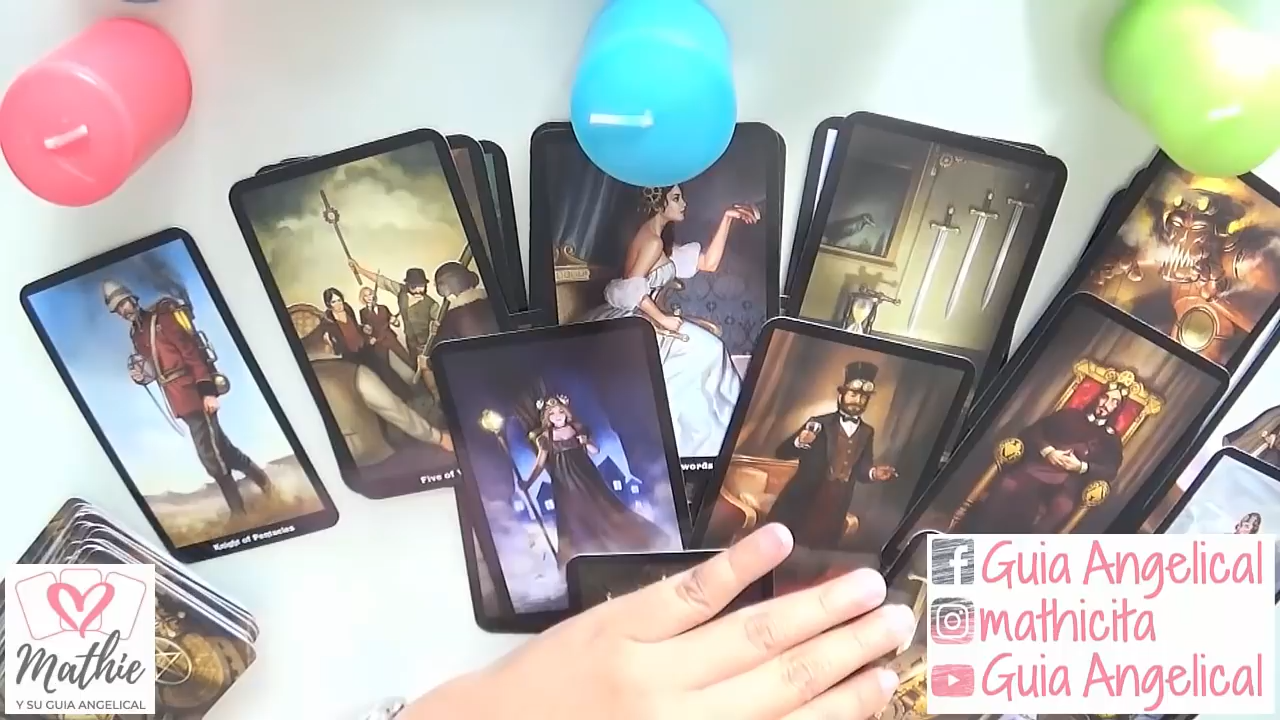 Five of
words
Knight of Pentacles
Mathie
Y SU GUIA ANGELICAL
Guia Angelical
mathicita
Guia Angelical